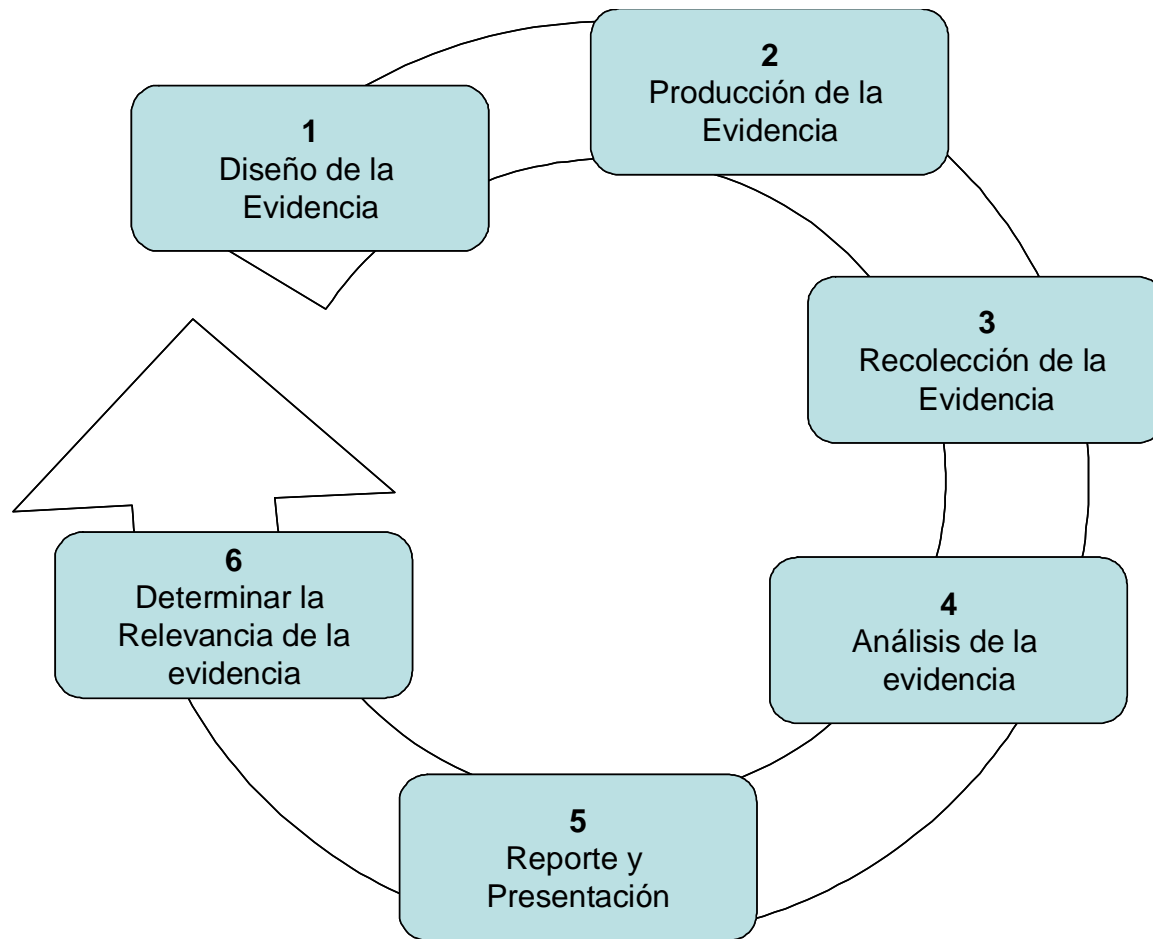 1
Diseño de la
Evidencia
2
Producción de la
Evidencia
3
Recolección de la
Evidencia
4
Análisis de la
evidencia
5
Reporte y
Presentación
6
Determinar la
Relevancia de la
evidencia